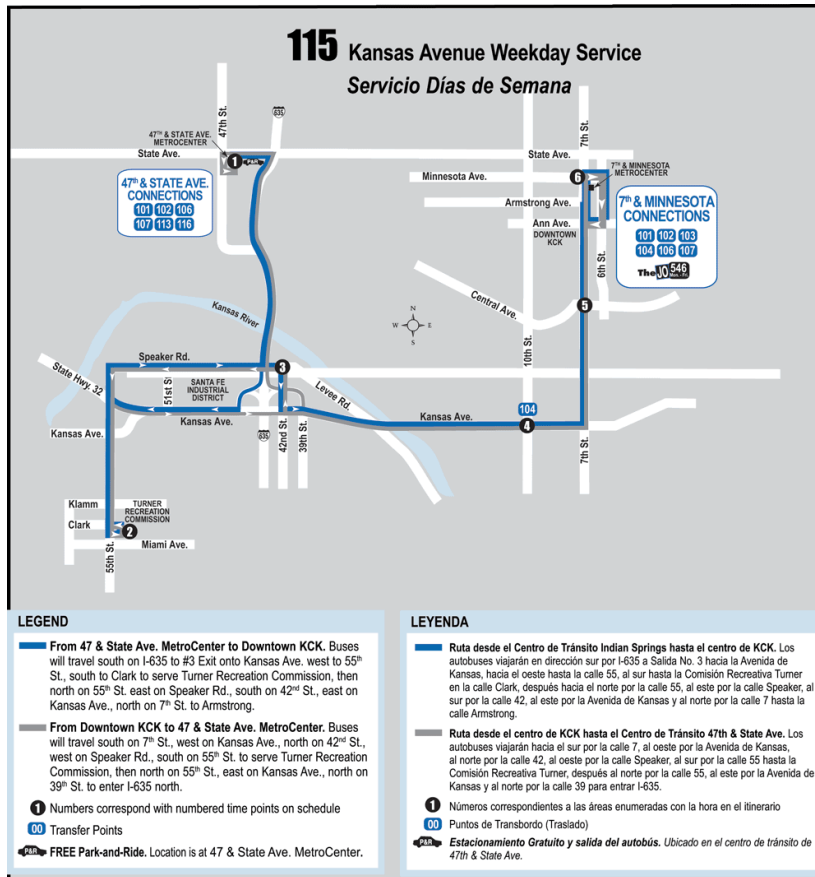 115 Kansas Avenue Weekday Service
Servicio Días de Semana
47th St.
635
7th St.
47TH & STATE AVE.
METROCENTER
State Ave.
1
P&R
State Ave.
7TH & MINNESOTA
METROCENTER
Minnesota Ave.
6
47th & STATE AVE.
CONNECTIONS
101 102 106
107 113 116
Armstrong Ave.
Ann Ave.
DOWNTOWN
KCK
7th & MINNESOTA
CONNECTIONS
101 102 103
104 106 107
The JO 546
Mon. - Fri.
6th St.
Central Ave.
5
Kansas River
N
W E
S
10th St.
Speaker Rd.
3
State Hwy. 32
51st S
SANTA FE
INDUSTRIAL
DISTRICT
Levee Rd.
104
Kansas Ave.
Kansas Ave.
4
Kansas Ave.
635
42nd St.
39th St.
7th St.
Klamm
TURNER
RECREATION
COMMISSION
Clark
2
Miami Ave.
55th St.
LEGEND
From 47 & State Ave. MetroCenter to Downtown KCK. Buses
will travel south on I-635 to #3 Exit onto Kansas Ave. west to 55th
St., south to Clark to serve Turner Recreation Commission, then
north on 55th St. east on Speaker Rd., south on 42nd St., east on
Kansas Ave., north on 7th St. to Armstrong.
From Downtown KCK to 47 & State Ave. MetroCenter. Buses
will travel south on 7th St., west on Kansas Ave., north on 42nd St.,
west on Speaker Rd., south on 55th St. to serve Turner Recreation
Commission, then north on 55th St., east on Kansas Ave., north on
39th St. to enter I-635 north.
1 Numbers correspond with numbered time points on schedule
00 Transfer Points
P&R FREE Park-and-Ride. Location is at 47 & State Ave. MetroCenter.
LEYENDA
Ruta desde el Centro de Tránsito Indian Springs hasta el centro de KCK. Los
autobuses viajarán en dirección sur por I-635 a Salida No. 3 hacia la Avenida de
Kansas, hacia el oeste hasta la calle 55, al sur hasta la Comisión Recreativa Turner
en la calle Clark, después hacia el norte por la calle 55, al este por la calle Speaker, al
sur por la calle 42, al este por la Avenida de Kansas y al norte por la calle 7 hasta la
calle Armstrong.
Ruta desde el centro de KCK hasta el Centro de Tránsito 47th & State Ave. Los
autobuses viajarán hacia el sur por la calle 7, al oeste por la Avenida de Kansas,
al norte por la calle 42, al oeste por la calle Speaker, al sur por la calle 55 hasta la
Comisión Recreativa Turner, después al norte por la calle 55, al este por la Avenida de
Kansas y al norte por la calle 39 para entrar I-635.
1 Números correspondientes a las áreas enumeradas con la hora en el itinerario
00 Puntos de Transbordo (Traslado)
P&R Estacionamiento Gratuito y salida del autobús. Ubicado en el centro de tránsito de
47th & State Ave.